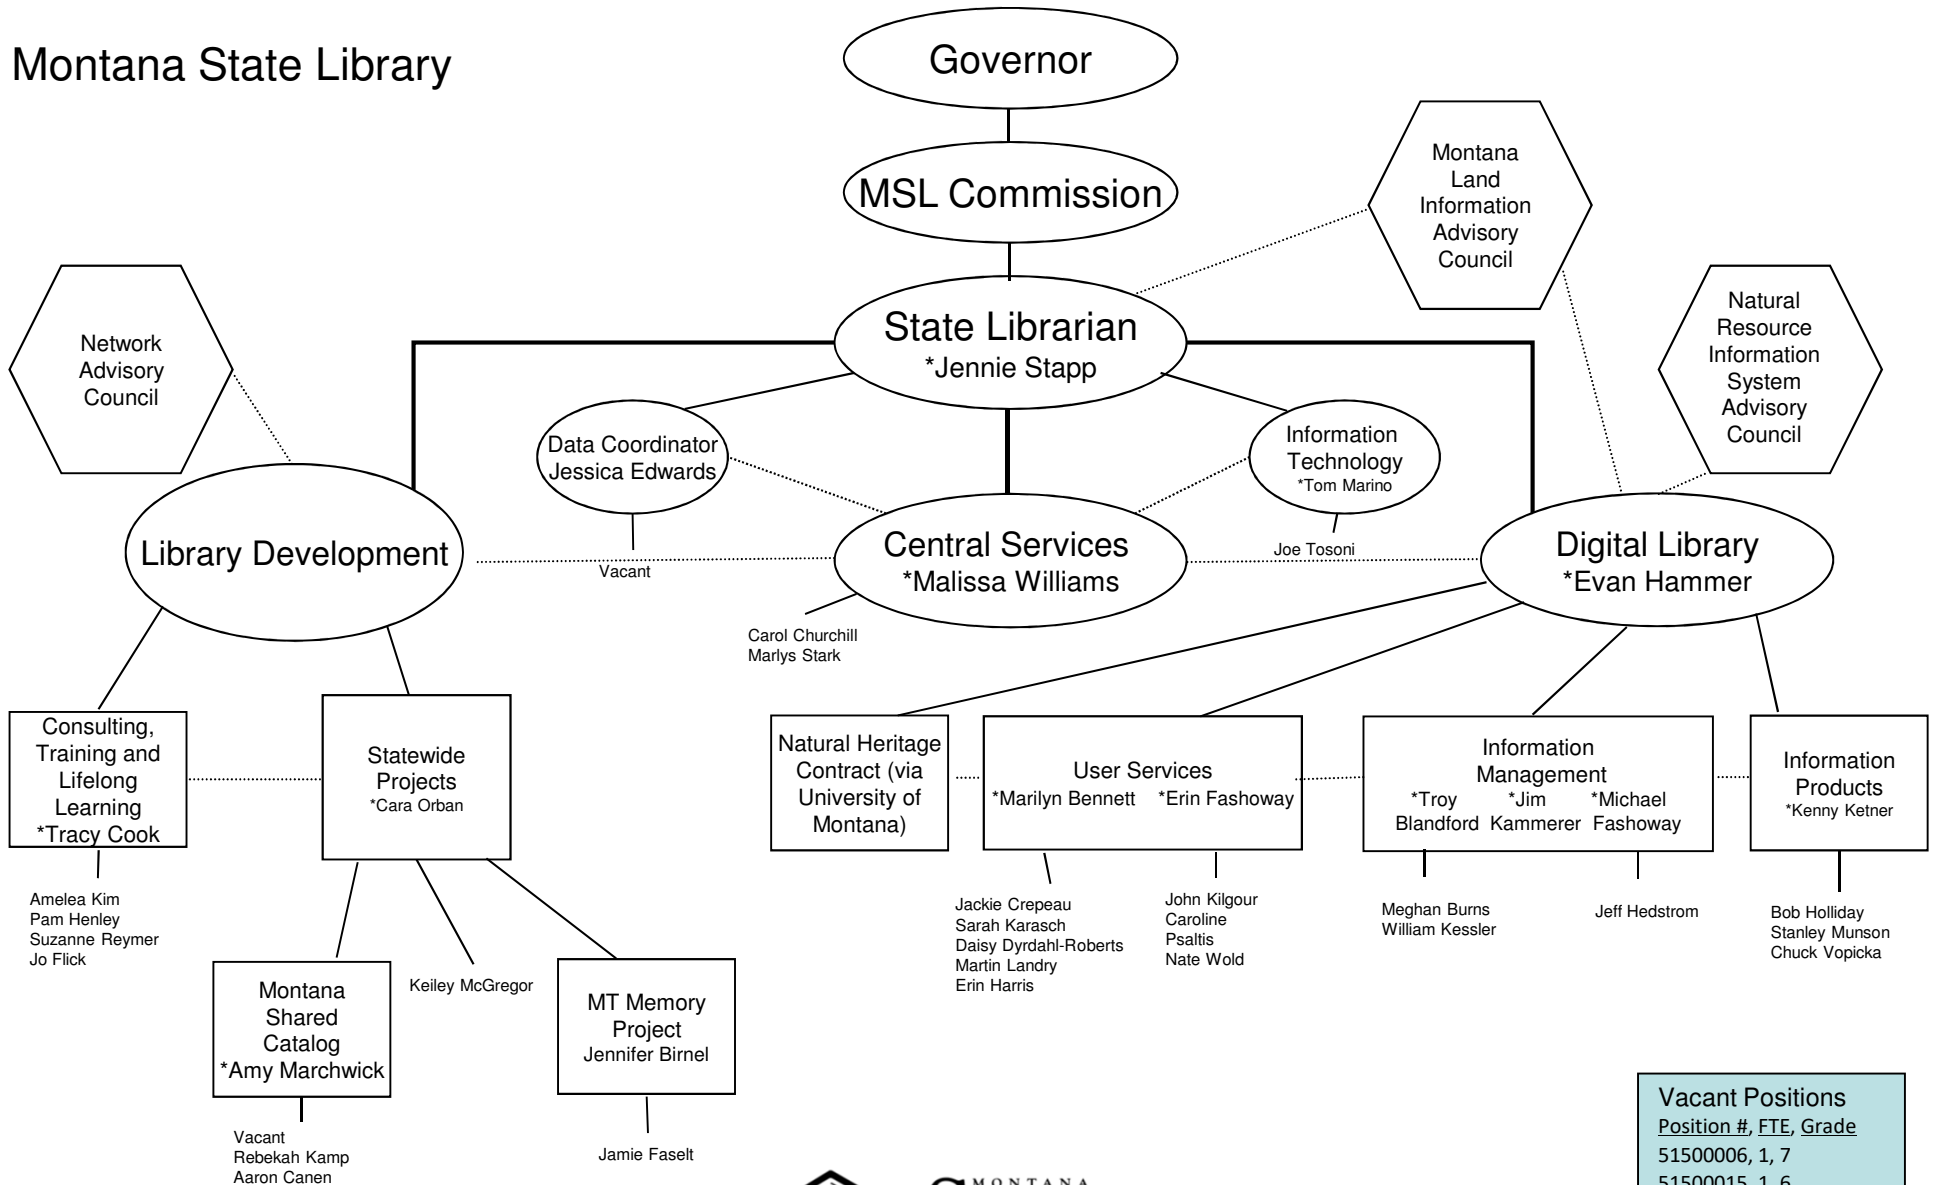 Montana State Library
Governor
MSL Commission
Montana
Land
Information
Advisory
Council
Network
Advisory
Council
State Librarian
*Jennie Stapp
Natural
Resource
Information
System
Advisory
Council
Data Coordinator
Jessica Edwards
Information
Technology
*Tom Marino
Library Development
Vacant
Central Services
*Malissa Williams
Joe Tosoni
Digital Library
*Evan Hammer
Carol Churchill
Marlys Stark
Consulting,
Training and
Lifelong
Learning
*Tracy Cook
Statewide
Projects
*Cara Orban
Natural Heritage
Contract (via
University of
Montana)
User Services
*Marilyn Bennett *Erin Fashoway
Information
Management
*Troy *Jim *Michael
Blandford Kammerer Fashoway
Information
Products
*Kenny Ketner
Amelea Kim
Pam Henley
Suzanne Reymer
Jo Flick
Jackie Crepeau
Sarah Karasch
Daisy Dyrdahl-Roberts
Martin Landry
Erin Harris
John Kilgour
Caroline
Psaltis
Nate Wold
Meghan Burns
William Kessler
Jeff Hedstrom
Bob Holliday
Stanley Munson
Chuck Vopicka
Montana
Shared
Catalog
*Amy Marchwick
Keiley McGregor
MT Memory
Project
Jennifer Birnel
Vacant
Rebekah Kamp
Aaron Canen
Jamie Faselt
MONTANA
Vacant Positions
Position #, FTE, Grade
51500006, 1, 7
51500015, 1, 6